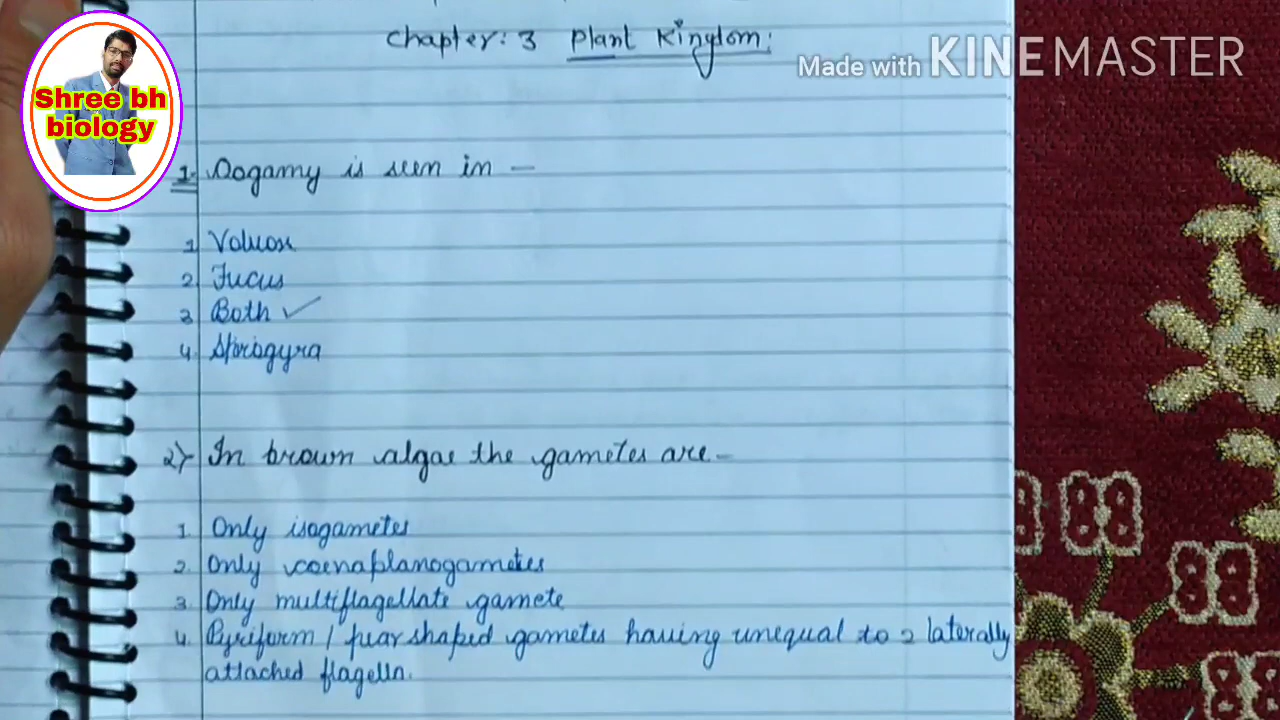 Chapter: 3 Plant Kingdom:
Made with KINEMASTER
Shree bh
biology
1. Oogamy is seen in —
1. Volvox
2. Fucus
3. Both ✓
4. Spirogyra
2) In brown algae the gametes are –
1. Only isogametes
2. Only coenaplanogametes
3. Only multiflagellate gamete
4. Pyriform / pear shaped gametes having unequal to 2 laterally
attached flagella.